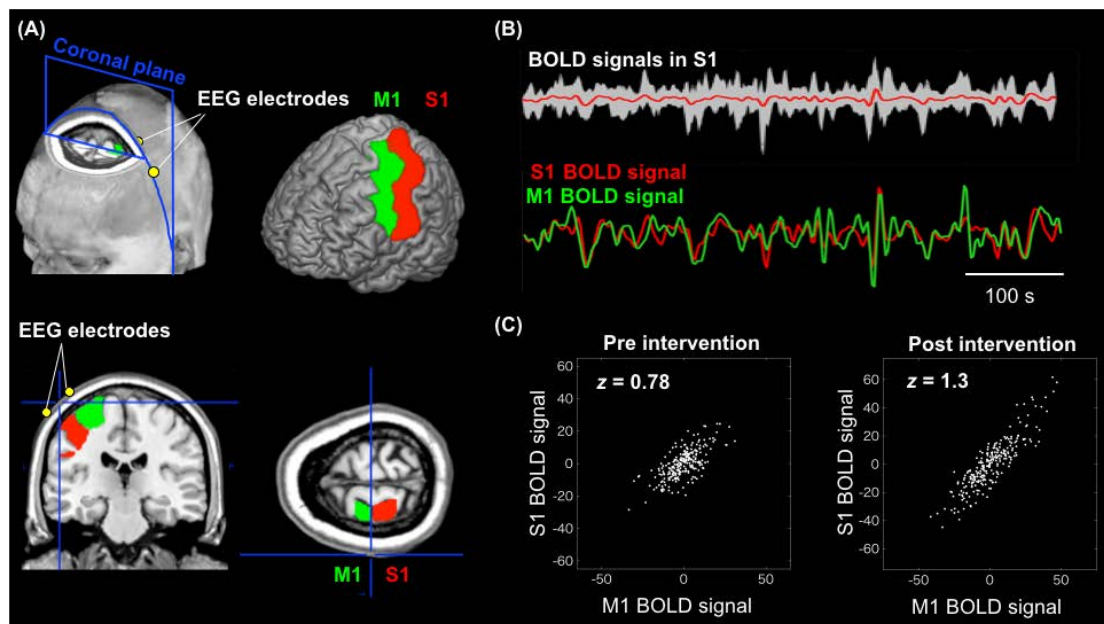 (A)
Coronal plane
EEG electrodes
M1 S1
EEG electrodes
M1 S1
(B)
BOLD signals in S1
S1 BOLD signal
M1 BOLD signal
100 s
(C)
Pre intervention
z = 0.78
60
40
20
0
-20
-40
-60
S1 BOLD signal
-50 0 50
M1 BOLD signal
Post intervention
z = 1.3
60
40
20
0
-20
-40
-60
S1 BOLD signal
-50 0 50
M1 BOLD signal